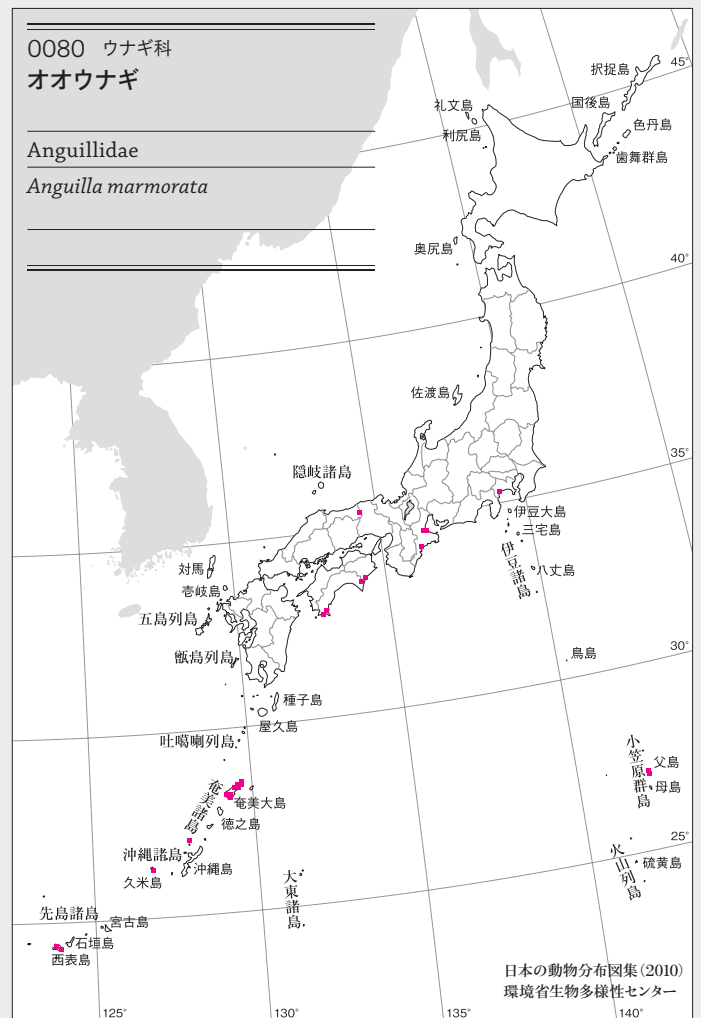 0080 ウナギ科
オオウナギ
Anguillidae
Anguilla marmorata
択捉島
45°
礼文島
国後島
利尻島
色丹島
歯舞群島
奥尻島
40°
佐渡島
35°
隠岐諸島
伊豆大島
三宅島
伊豆諸島
八丈島
対馬
壱岐島
五島列島
甑島列島
鳥島
30°
種子島
屋久島
吐噶喇列島
小笠原群島
父島
母島
奄美諸島
奄美大島
徳之島
25°
沖縄諸島
沖縄島
久米島
火山列島
硫黄島
大東諸島
先島諸島
宮古島
石垣島
西表島
日本の動物分布図集(2010)
環境省生物多様性センター
125°
130°
135°
140°